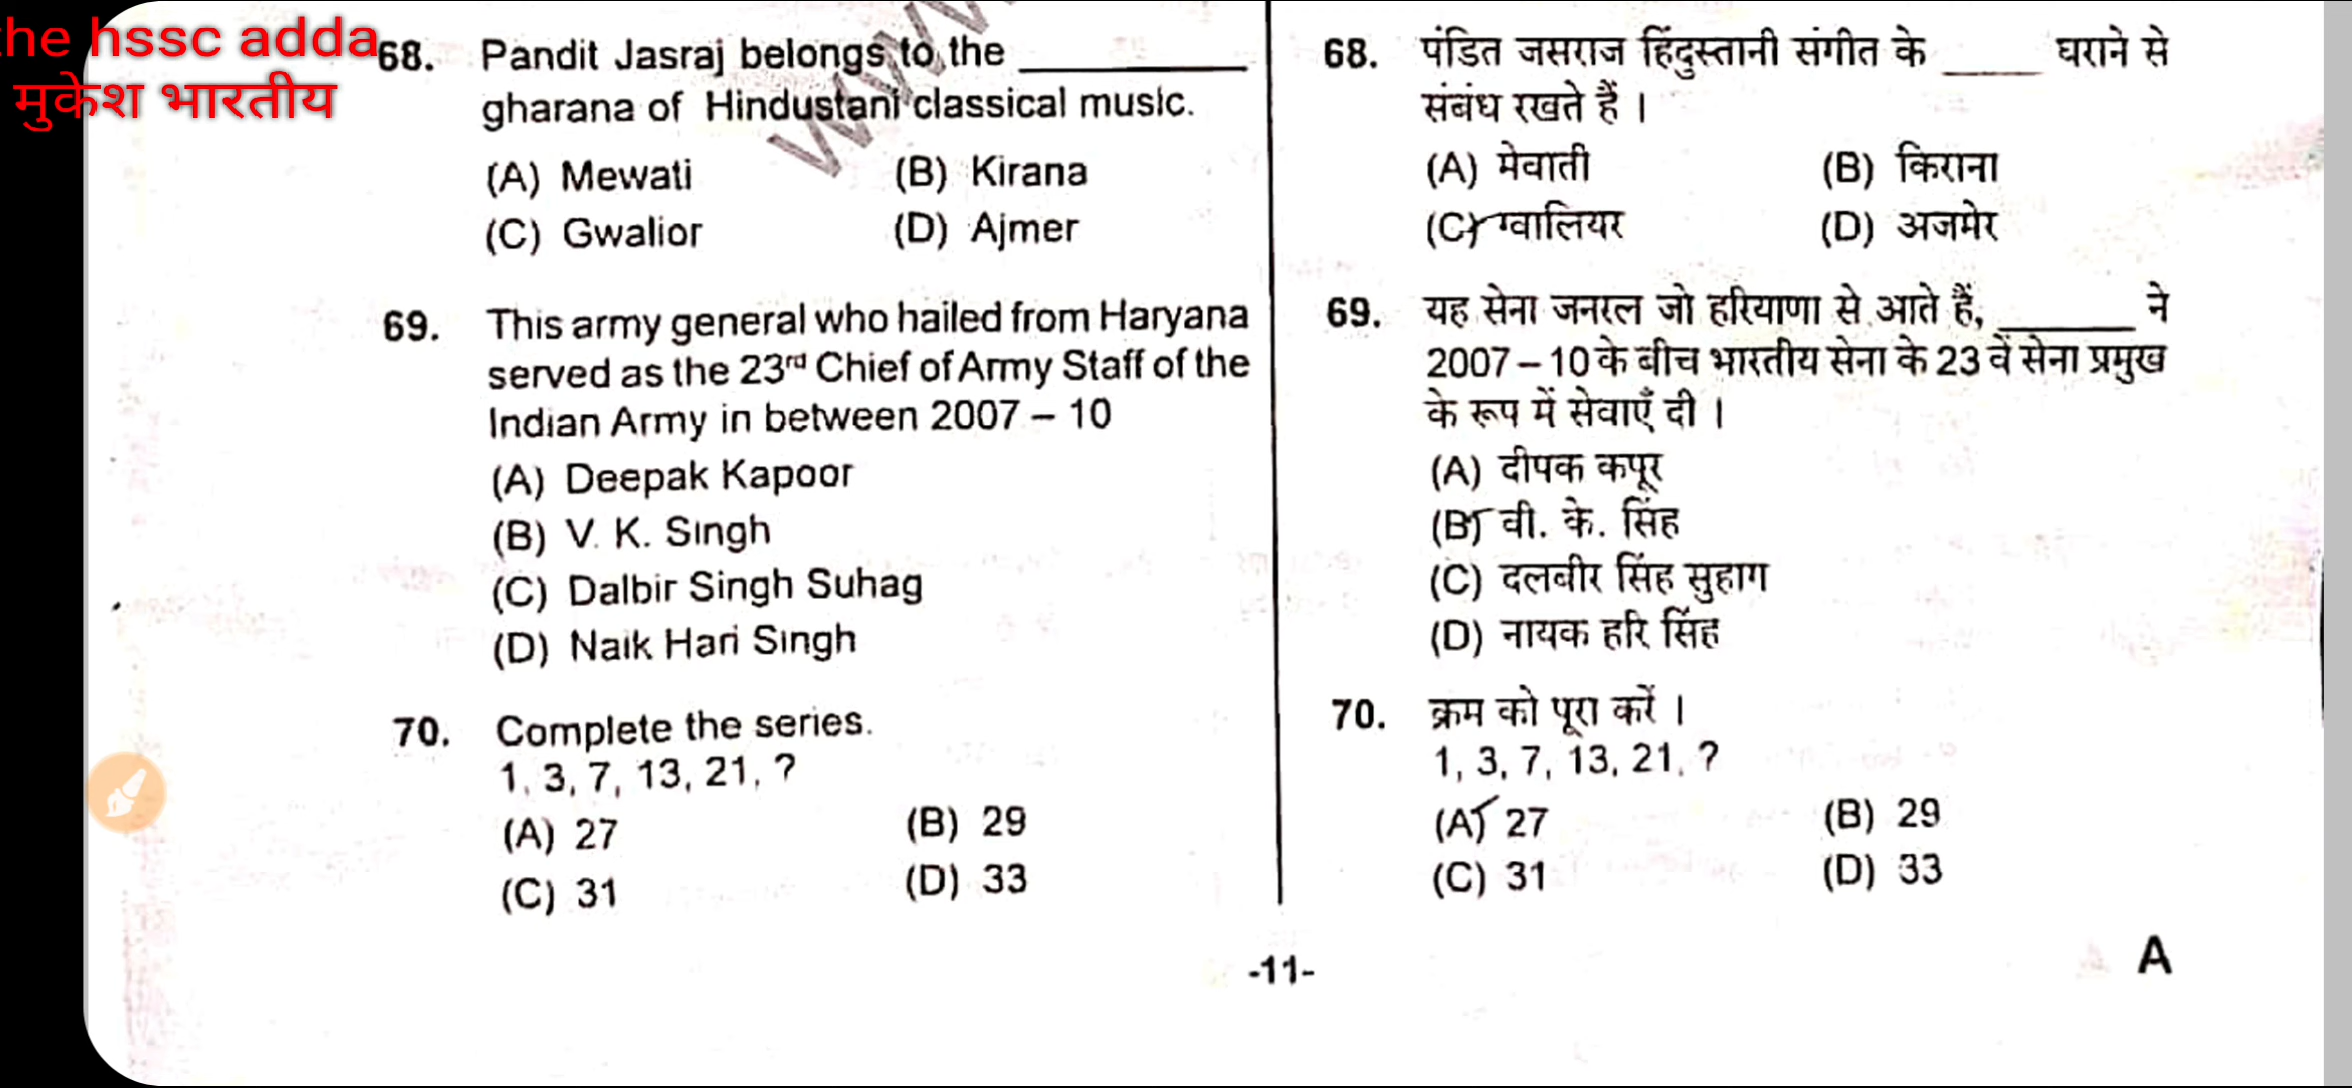 he hssc adda
मुकेश भारतीय
68. Pandit Jasraj belongs to the ________
gharana of Hindustani classical music.
(A) Mewati (B) Kirana
(C) Gwalior (D) Ajmer
69. This army general who hailed from Haryana
served as the 23rd Chief of Army Staff of the
Indian Army in between 2007 – 10
(A) Deepak Kapoor
(B) V. K. Singh
(C) Dalbir Singh Suhag
(D) Naik Hari Singh
70. Complete the series.
1, 3, 7, 13, 21, ?
(A) 27 (B) 29
(C) 31 (D) 33
68. पंडित जसराज हिंदुस्तानी संगीत के ____ घराने से
संबंध रखते हैं ।
(A) मेवाती (B) किराना
(C) ग्वालियर (D) अजमेर
69. यह सेना जनरल जो हरियाणा से आते हैं, ______ ने
2007 – 10 के बीच भारतीय सेना के 23 वें सेना प्रमुख
के रूप में सेवाएँ दी ।
(A) दीपक कपूर
(B) वी. के. सिंह
(C) दलबीर सिंह सुहाग
(D) नायक हरि सिंह
70. क्रम को पूरा करें ।
1, 3, 7, 13, 21, ?
(A) 27 (B) 29
(C) 31 (D) 33
-11-
A